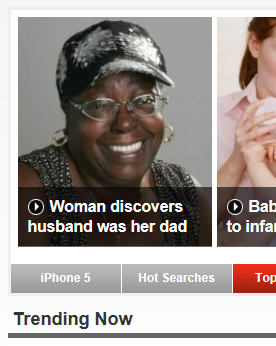 Woman discovers
husband was her dad
Bab
to infa
iPhone 5
Hot Searches
Top
Trending Now